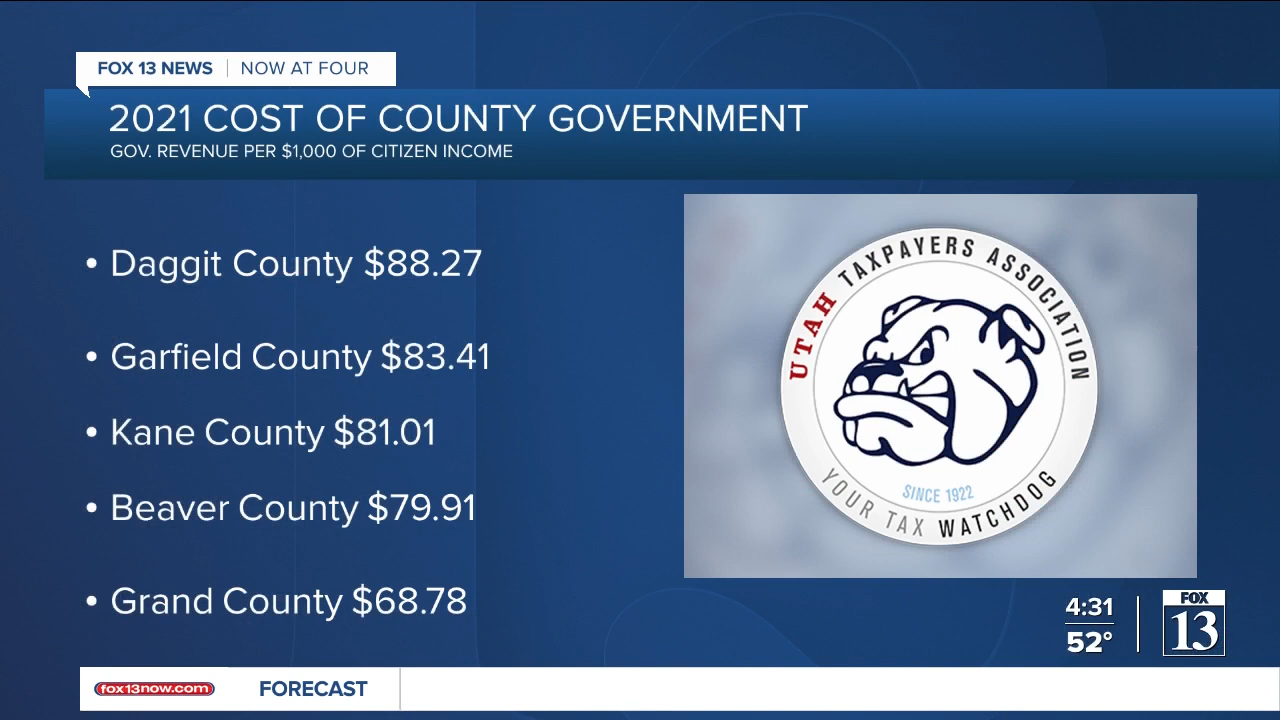 FOX 13 NEWS | NOW AT FOUR
2021 COST OF COUNTY GOVERNMENT
GOV. REVENUE PER $1,000 OF CITIZEN INCOME
• Daggit County $88.27
• Garfield County $83.41
• Kane County $81.01
• Beaver County $79.91
• Grand County $68.78
UTAH TAXPAYERS ASSOCIATION
SINCE 1922
YOUR TAX WATCHDOG
4:31
52°
FOX
13
fox13now.com FORECAST